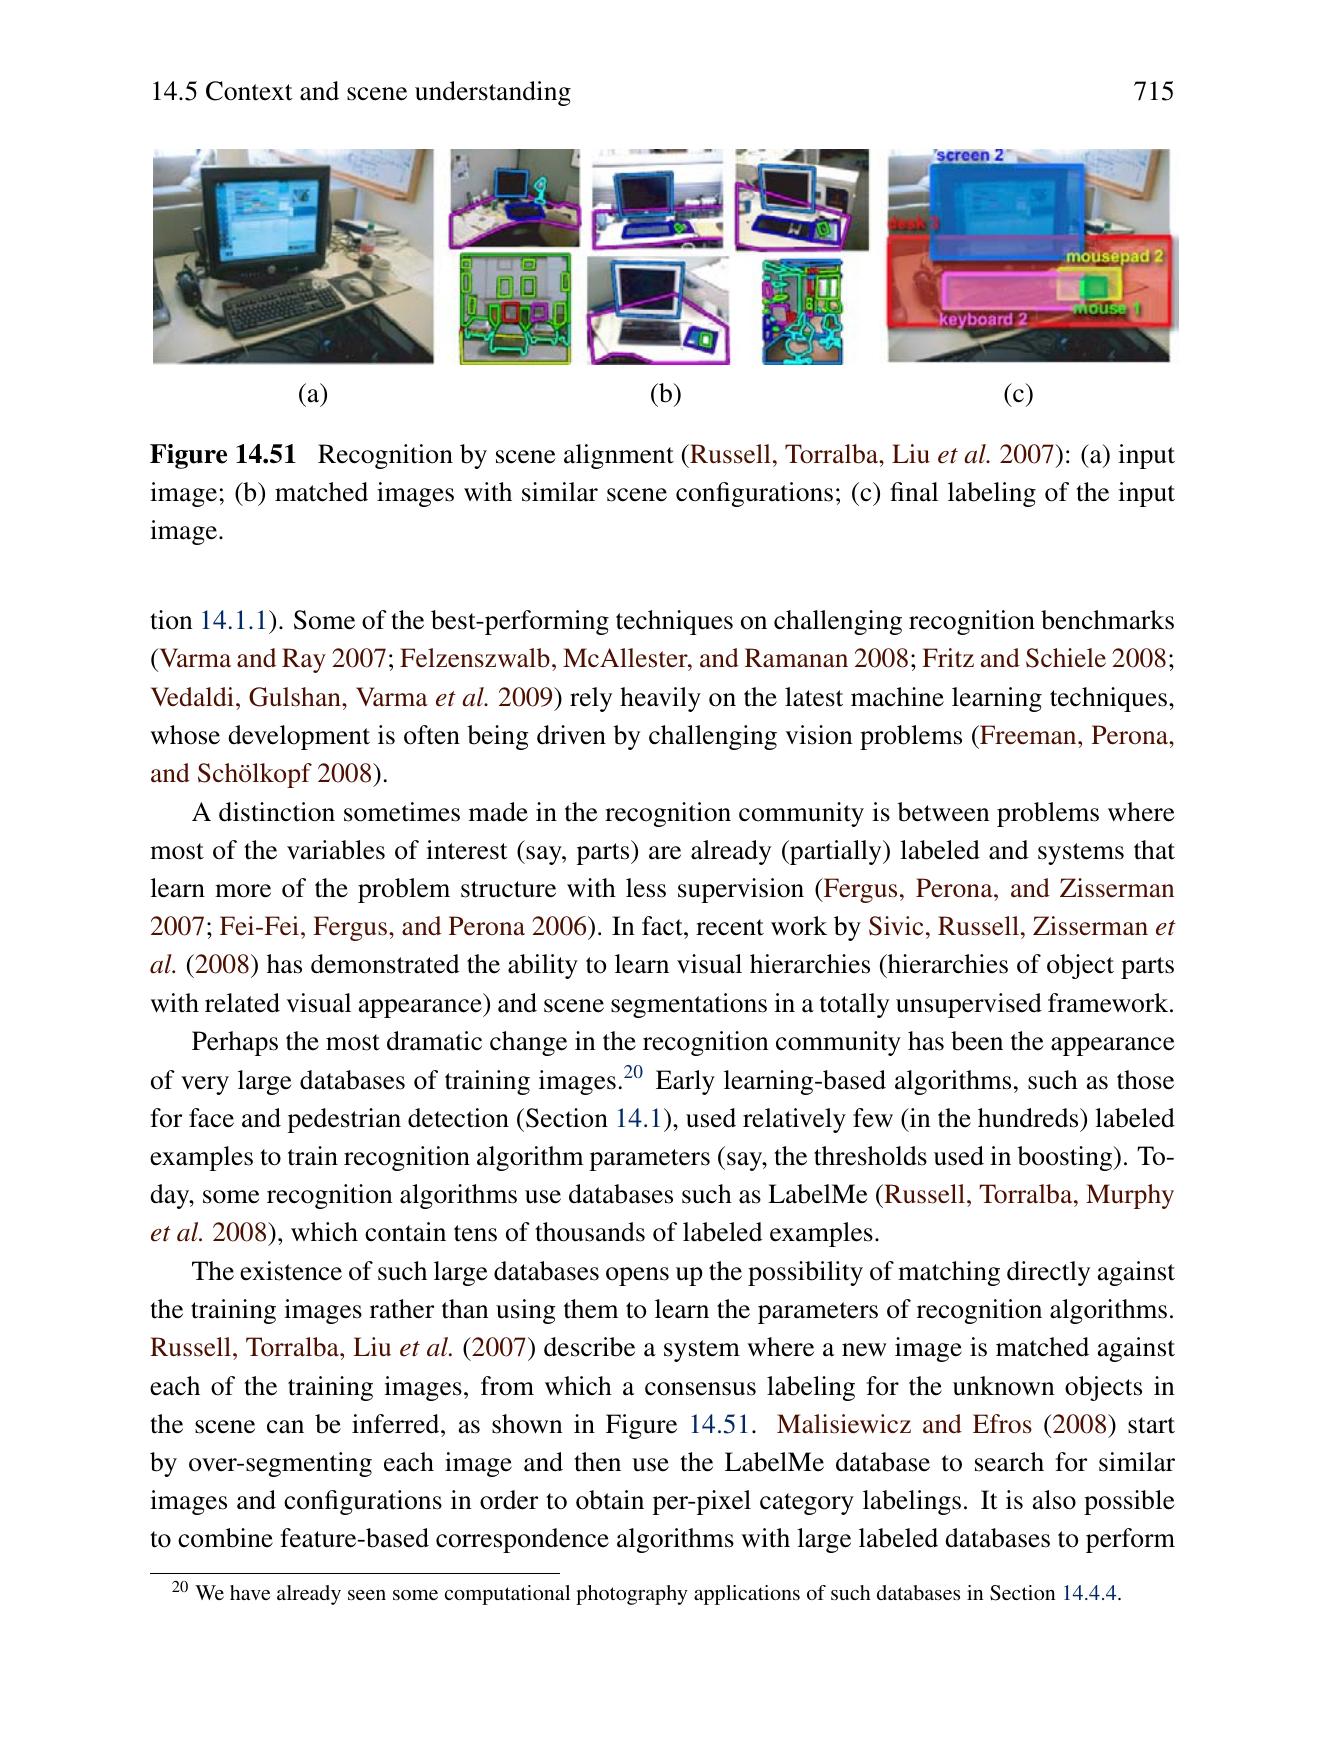 14.5 Context and scene understanding 715
screen 2
desk 3
mousepad 2
mouse 1
keyboard 2
(a) (b) (c)
Figure 14.51 Recognition by scene alignment (Russell, Torralba, Liu et al. 2007): (a) input
image; (b) matched images with similar scene configurations; (c) final labeling of the input
image.
tion 14.1.1). Some of the best-performing techniques on challenging recognition benchmarks
(Varma and Ray 2007; Felzenszwalb, McAllester, and Ramanan 2008; Fritz and Schiele 2008;
Vedaldi, Gulshan, Varma et al. 2009) rely heavily on the latest machine learning techniques,
whose development is often being driven by challenging vision problems (Freeman, Perona,
and Schölkopf 2008).
A distinction sometimes made in the recognition community is between problems where
most of the variables of interest (say, parts) are already (partially) labeled and systems that
learn more of the problem structure with less supervision (Fergus, Perona, and Zisserman
2007; Fei-Fei, Fergus, and Perona 2006). In fact, recent work by Sivic, Russell, Zisserman et
al. (2008) has demonstrated the ability to learn visual hierarchies (hierarchies of object parts
with related visual appearance) and scene segmentations in a totally unsupervised framework.
Perhaps the most dramatic change in the recognition community has been the appearance
of very large databases of training images.20 Early learning-based algorithms, such as those
for face and pedestrian detection (Section 14.1), used relatively few (in the hundreds) labeled
examples to train recognition algorithm parameters (say, the thresholds used in boosting). To-
day, some recognition algorithms use databases such as LabelMe (Russell, Torralba, Murphy
et al. 2008), which contain tens of thousands of labeled examples.
The existence of such large databases opens up the possibility of matching directly against
the training images rather than using them to learn the parameters of recognition algorithms.
Russell, Torralba, Liu et al. (2007) describe a system where a new image is matched against
each of the training images, from which a consensus labeling for the unknown objects in
the scene can be inferred, as shown in Figure 14.51. Malisiewicz and Efros (2008) start
by over-segmenting each image and then use the LabelMe database to search for similar
images and configurations in order to obtain per-pixel category labelings. It is also possible
to combine feature-based correspondence algorithms with large labeled databases to perform
20 We have already seen some computational photography applications of such databases in Section 14.4.4.